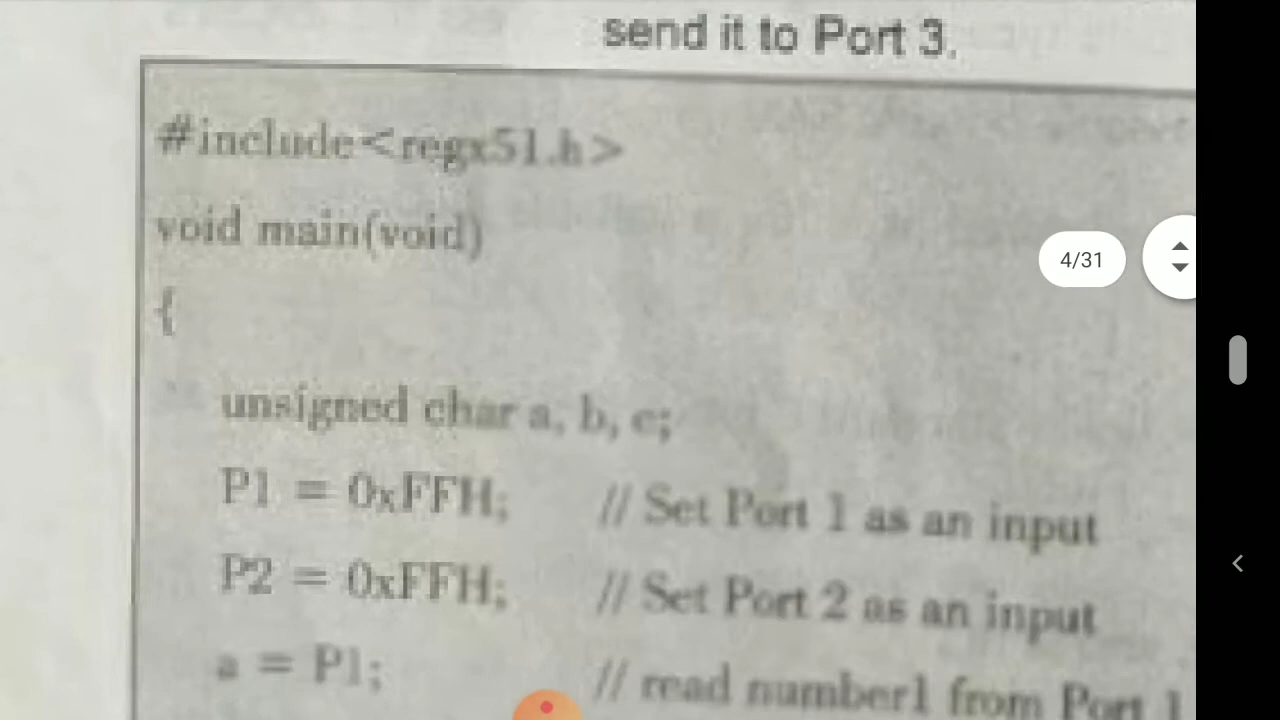 send it to Port 3.
#include<regx51.h>
void main(void)
{
unsigned char a, b, c;
P1 = 0xFFH; // Set Port 1 as an input
P2 = 0xFFH; // Set Port 2 as an input
a = P1; // read number1 from Port 1
4/31